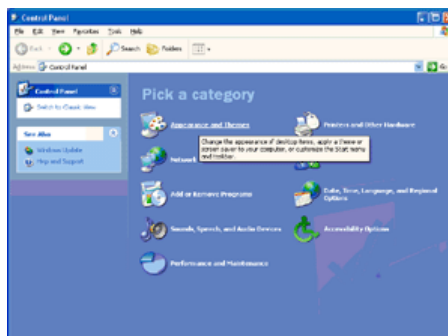 Control Panel
File Edit View Favorites Tools Help
Back Search Folders
Address Control Panel Go
Control Panel
Switch to Classic View
See Also
Windows Update
Help and Support
Pick a category
Appearance and Themes
Printers and Other Hardware
Change the appearance of desktop items, apply a theme or
screen saver to your computer, or customize the Start menu
and taskbar.
Network
Add or Remove Programs
Date, Time, Language, and Regional
Options
Sounds, Speech, and Audio Devices
Accessibility Options
Performance and Maintenance